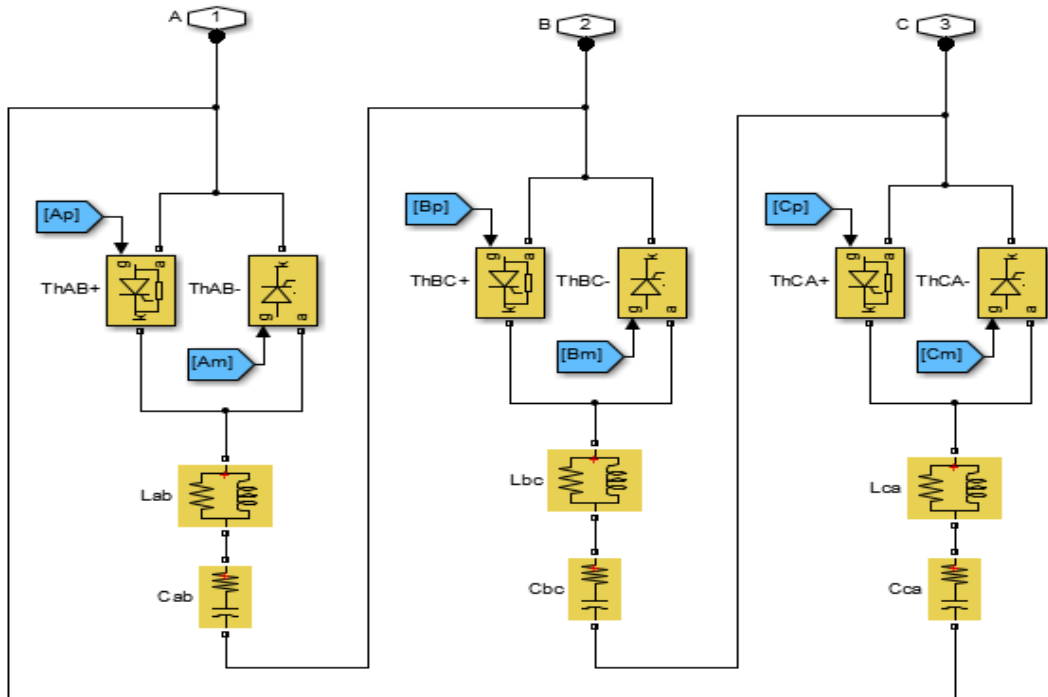 A 1
B 2
C 3
[Ap]
[Bp]
[Cp]
g a
g a
g a
ThAB+
ThAB-
ThBC+
ThBC-
ThCA+
ThCA-
k
k
k
k
k
k
g a
g a
g a
[Am]
[Bm]
[Cm]
+
+
+
Lab
Lbc
Lca
+
+
+
Cab
Cbc
Cca